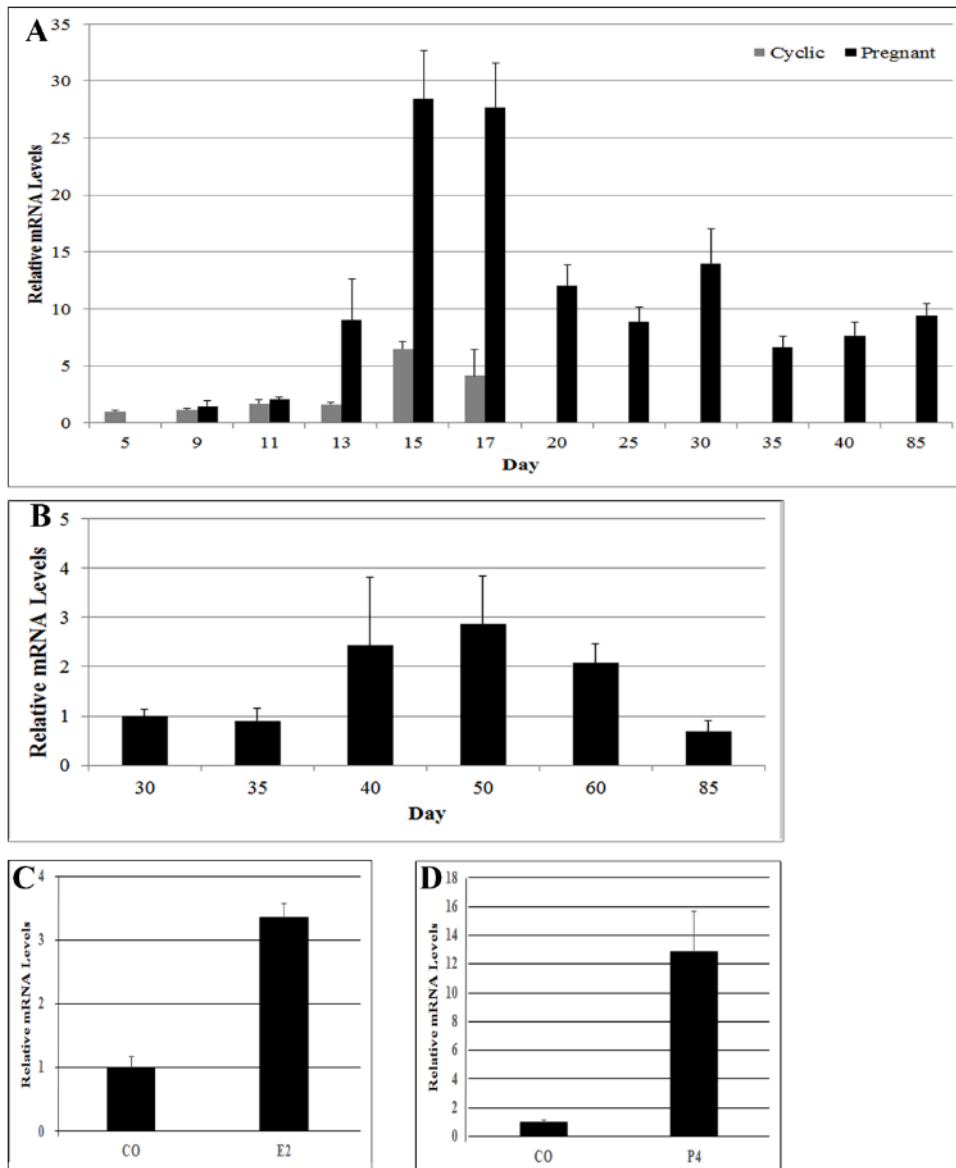 A
35
Cyclic Pregnant
30
25
20
15
10
5
0
Relative mRNA Levels
5 9 11 13 15 17 20 25 30 35 40 85
Day
B
5
4
3
2
1
0
Relative mRNA Levels
30 35 40 50 60 85
Day
C
4
3
2
1
0
Relative mRNA Levels
CO E2
D
18
16
14
12
10
8
6
4
2
0
Relative mRNA Levels
CO P4